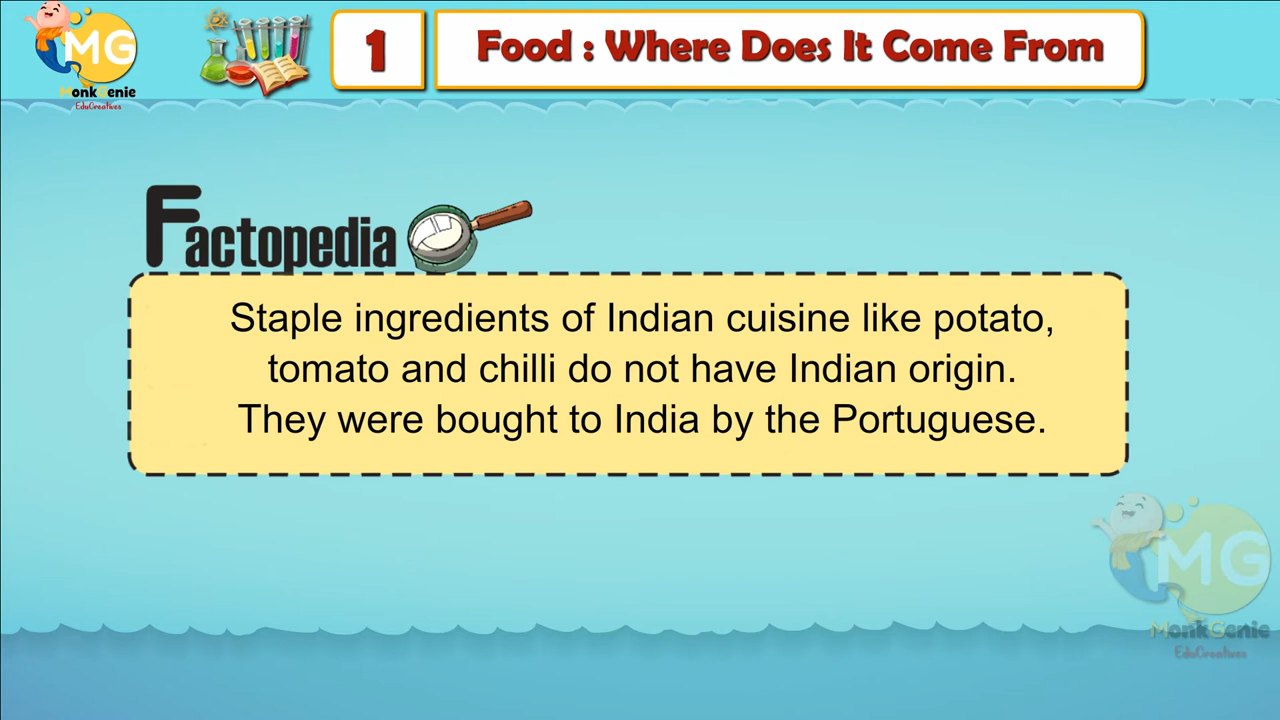 MG
MonkGenie
EduCreatives
1
Food : Where Does It Come From
Factopedia
Staple ingredients of Indian cuisine like potato,
tomato and chilli do not have Indian origin.
They were bought to India by the Portuguese.
MG
MonkGenie
EduCreatives